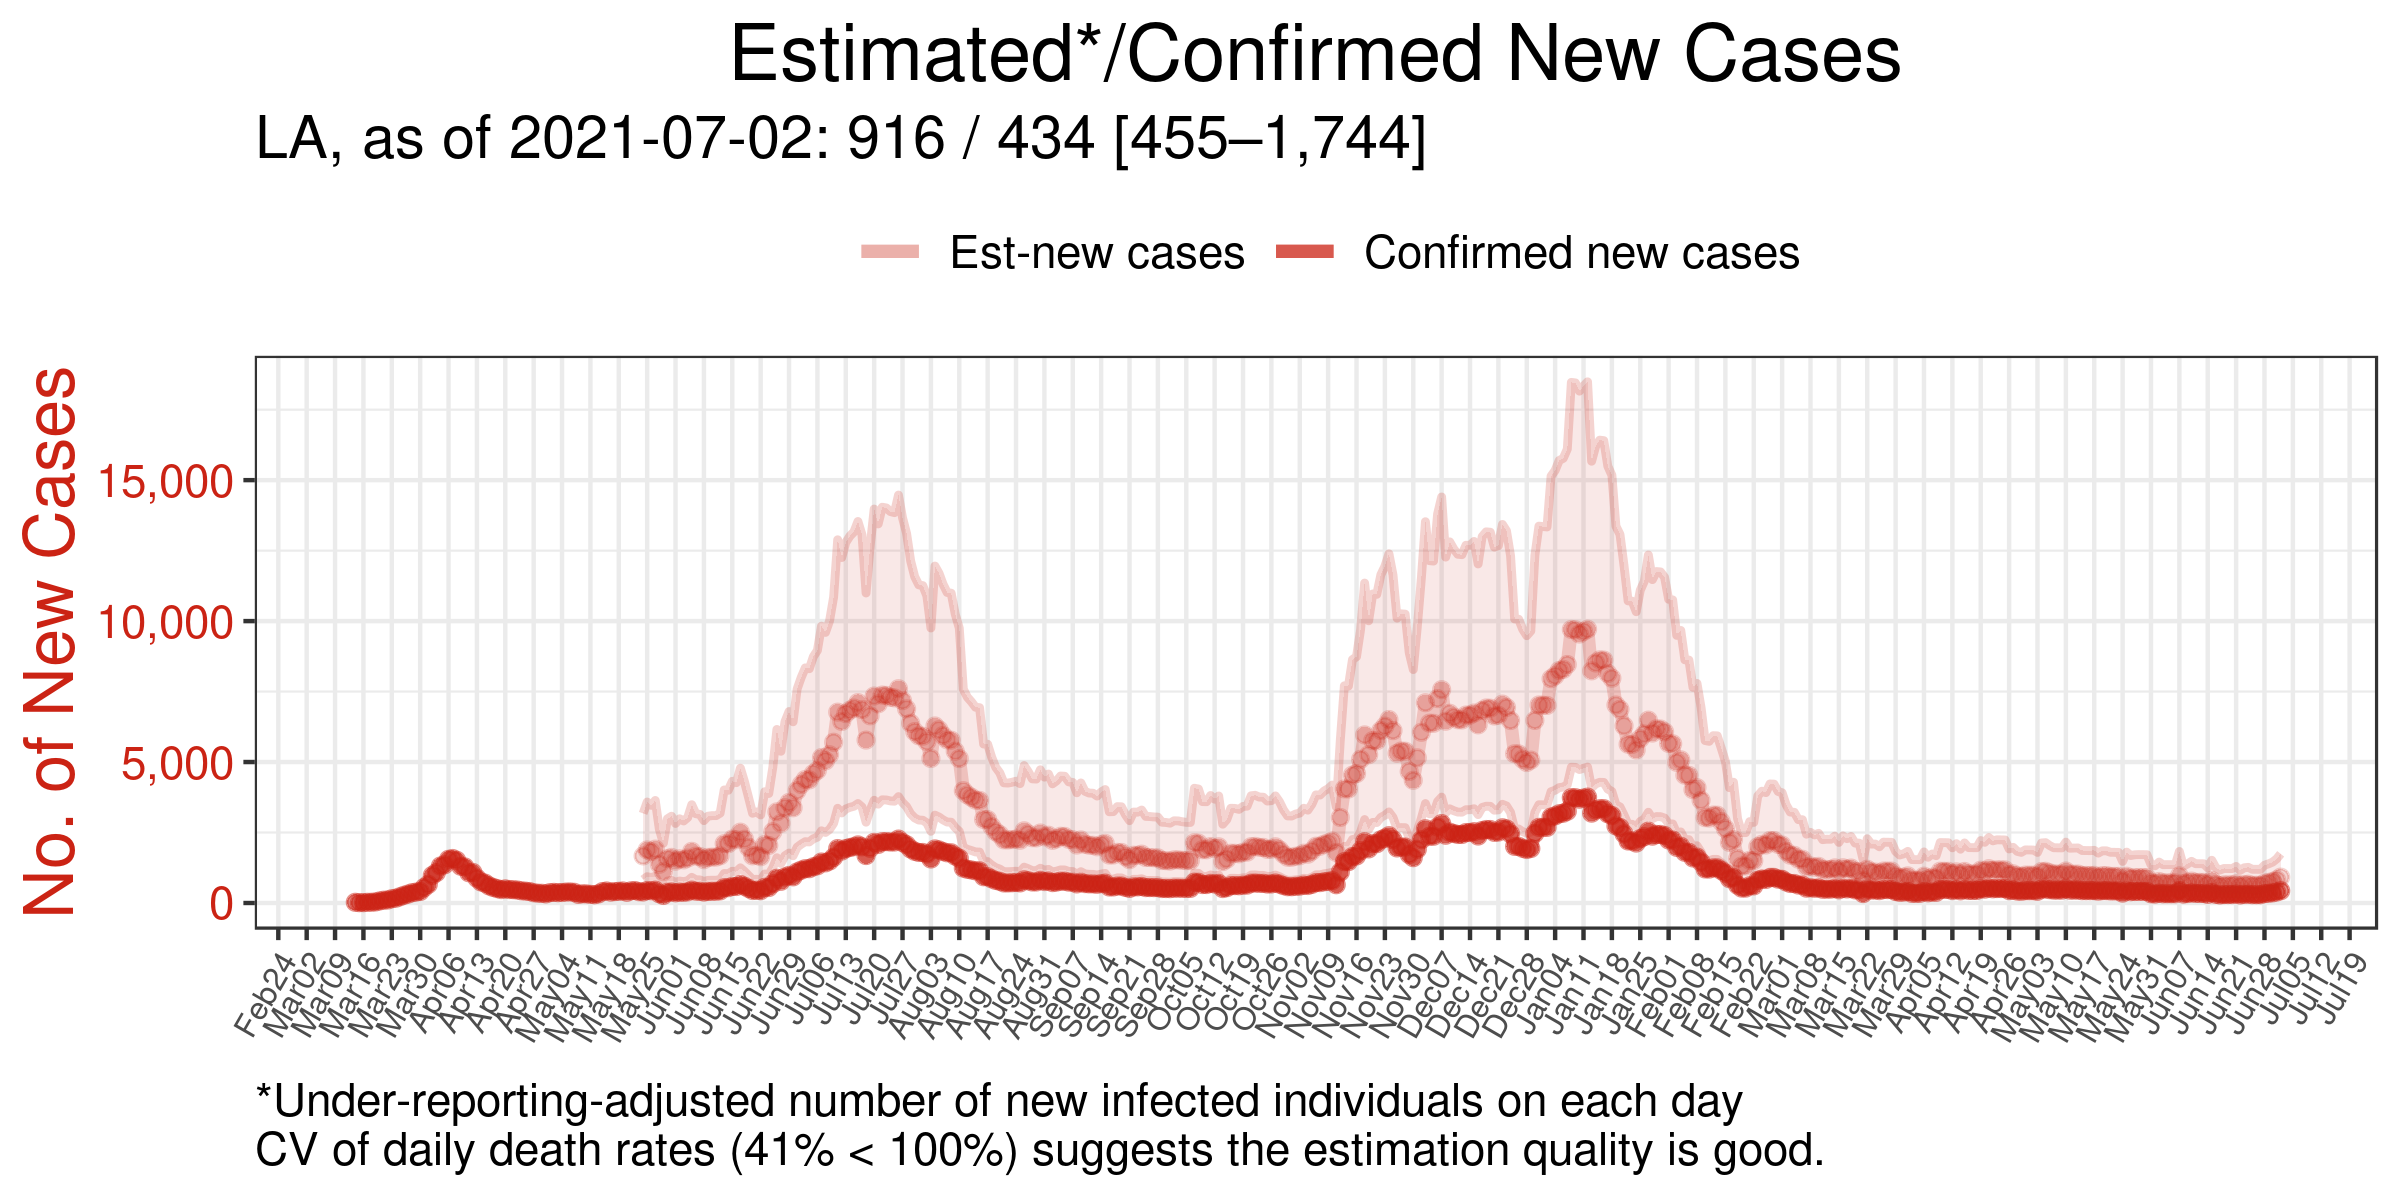 Estimated*/Confirmed New Cases
LA, as of 2021-07-02: 916 / 434 [455–1,744]
Est-new cases Confirmed new cases
No. of New Cases
15,000
10,000
5,000
0
Feb24 Mar02 Mar09 Mar16 Mar23 Mar30 Apr06 Apr13 Apr20 Apr27 May04 May11 May18 May25 Jun01 Jun08 Jun15 Jun22 Jun29 Jul06 Jul13 Jul20 Jul27 Aug03 Aug10 Aug17 Aug24 Aug31 Sep07 Sep14 Sep21 Sep28 Oct05 Oct12 Oct19 Oct26 Nov02 Nov09 Nov16 Nov23 Nov30 Dec07 Dec14 Dec21 Dec28 Jan04 Jan11 Jan18 Jan25 Feb01 Feb08 Feb15 Feb22 Mar01 Mar08 Mar15 Mar22 Mar29 Apr05 Apr12 Apr19 Apr26 May03 May10 May17 May24 May31 Jun07 Jun14 Jun21 Jun28 Jul05 Jul12 Jul19
*Under-reporting-adjusted number of new infected individuals on each day
CV of daily death rates (41% < 100%) suggests the estimation quality is good.